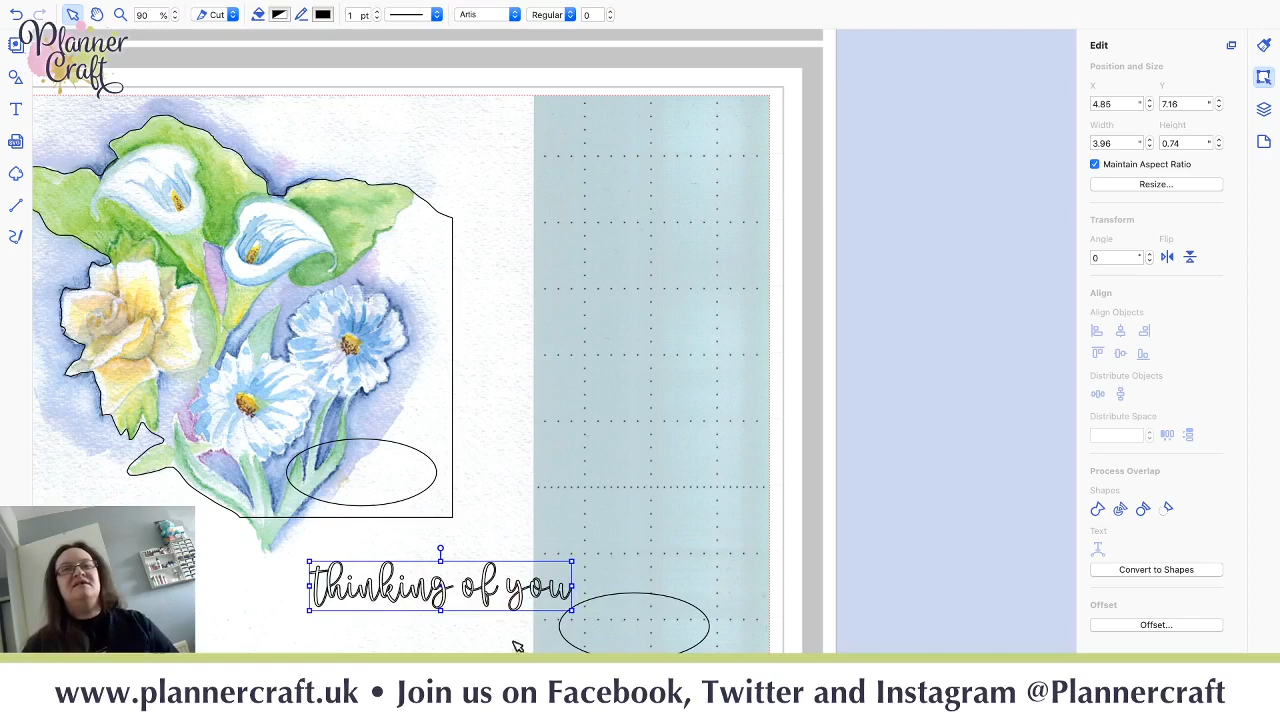 90 %
Cut
1 pt
Artis
Regular
0
Planner
Craft
Edit
Position and Size
X
Y
4.85 "
7.16 "
Width
Height
3.96 "
0.74 "
Maintain Aspect Ratio
Resize...
Transform
Angle
Flip
0 °
Align
Align Objects
Distribute Objects
Distribute Space
Process Overlap
Shapes
Text
Convert to Shapes
Offset
Offset...
thinking of you
www.plannercraft.uk • Join us on Facebook, Twitter and Instagram @Plannercraft